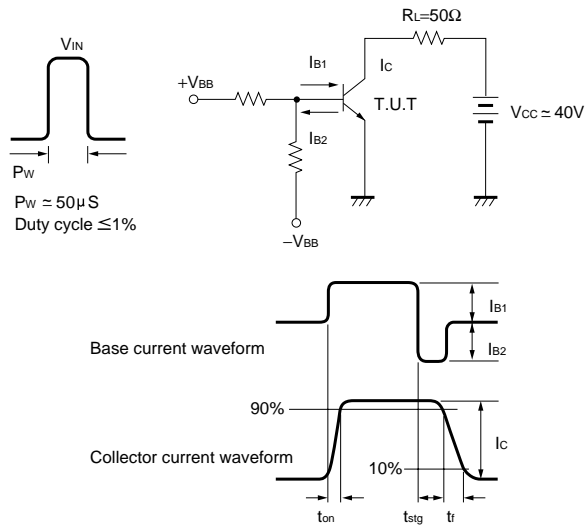 RL=50Ω
VIN
IB1
IC
+VBB
T.U.T
VCC ≃ 40V
IB2
PW
PW ≃ 50μS
Duty cycle ≤1%
−VBB
IB1
Base current waveform
IB2
90%
IC
Collector current waveform
10%
ton
tstg
tf